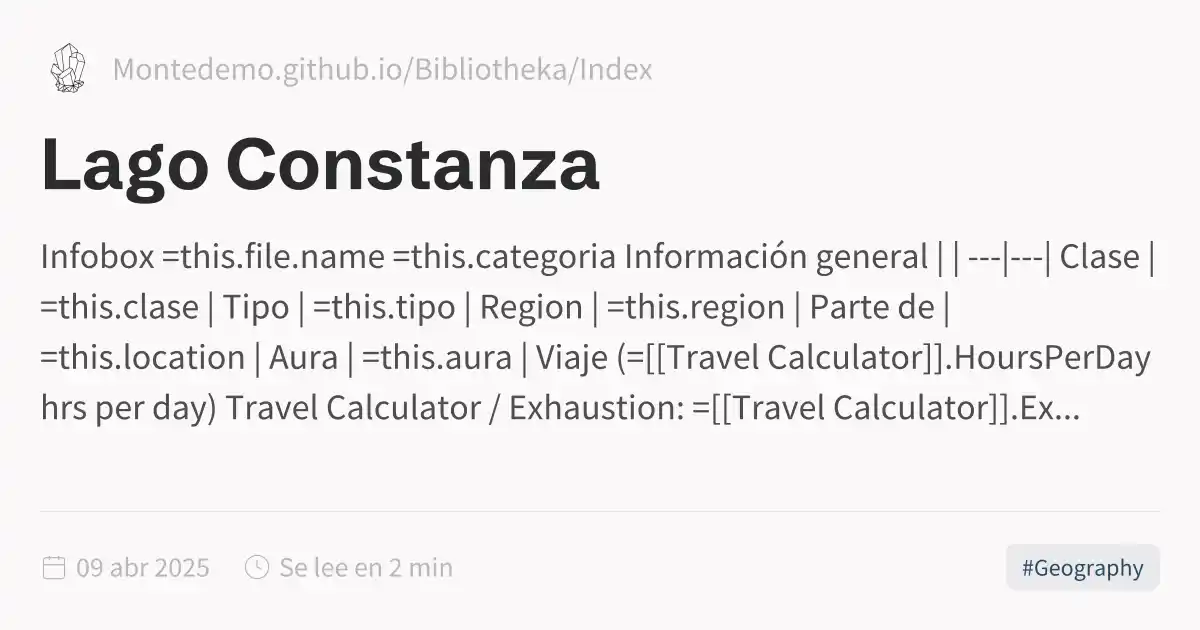 Montedemo.github.io/Bibliotheka/Index
Lago Constanza
Infobox =this.file.name =this.categoria Información general | | ---|---| Clase |
=this.clase | Tipo | =this.tipo | Region | =this.region | Parte de |
=this.location | Aura | =this.aura | Viaje (=[[Travel Calculator]].HoursPerDay
hrs per day) Travel Calculator / Exhaustion: =[[Travel Calculator]].Ex...
09 abr 2025 Se lee en 2 min #Geography